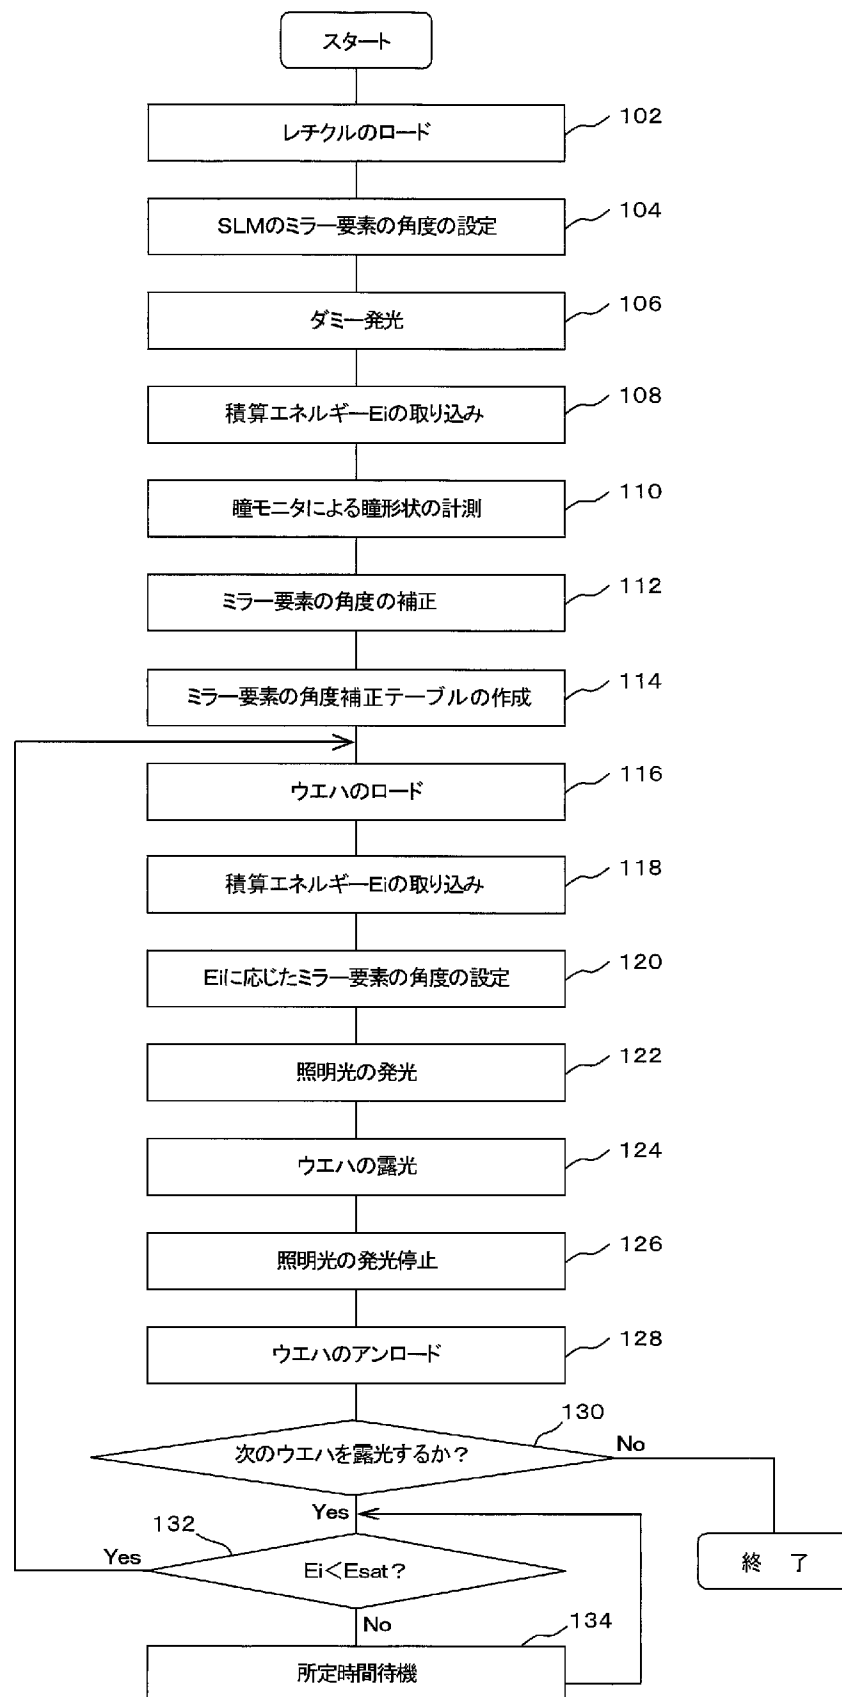 スタート
レチクルのロード
102
SLMのミラー要素の角度の設定
104
ダミー発光
106
積算エネルギーEiの取り込み
108
瞳モニタによる瞳形状の計測
110
ミラー要素の角度の補正
112
ミラー要素の角度補正テーブルの作成
114
ウエハのロード
116
積算エネルギーEiの取り込み
118
Eiに応じたミラー要素の角度の設定
120
照明光の発光
122
ウエハの露光
124
照明光の発光停止
126
ウエハのアンロード
128
130
次のウエハを露光するか?
No
Yes
132
Yes
Ei<Esat?
終 了
No
134
所定時間待機